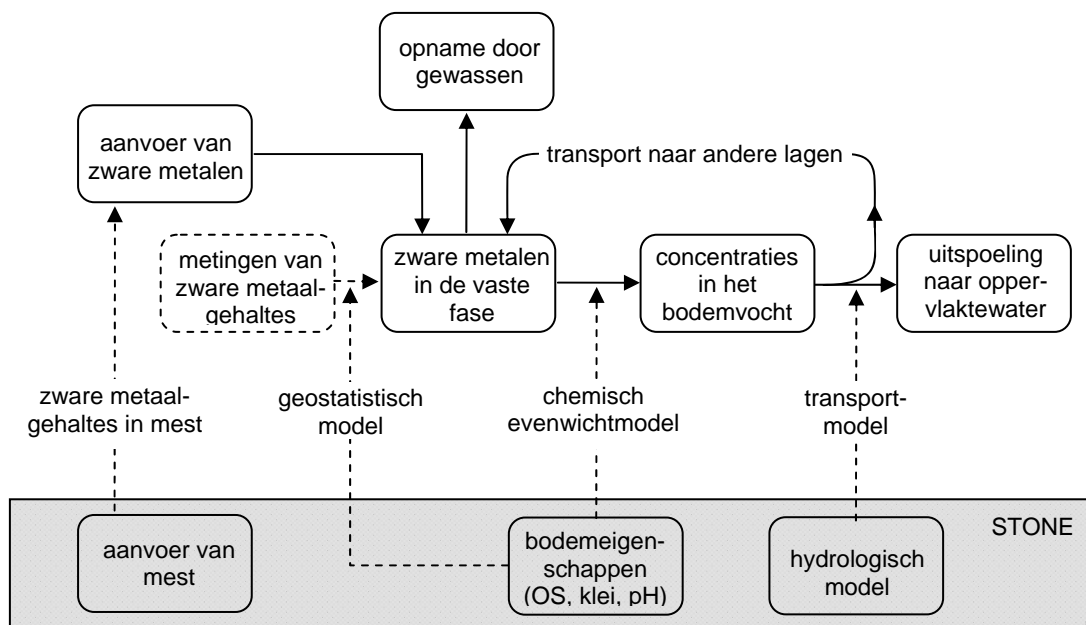 opname door
gewassen
aanvoer van
zware metalen
transport naar andere lagen
metingen van
zware metaal-
gehaltes
zware metalen
in de vaste
fase
concentraties
in het
bodemvocht
uitspoeling
naar opper-
vlaktewater
zware metaal-
gehaltes in mest
geostatistisch
model
chemisch
evenwichtmodel
transport-
model
STONE
aanvoer van
mest
bodemeigen-
schappen
(OS, klei, pH)
hydrologisch
model